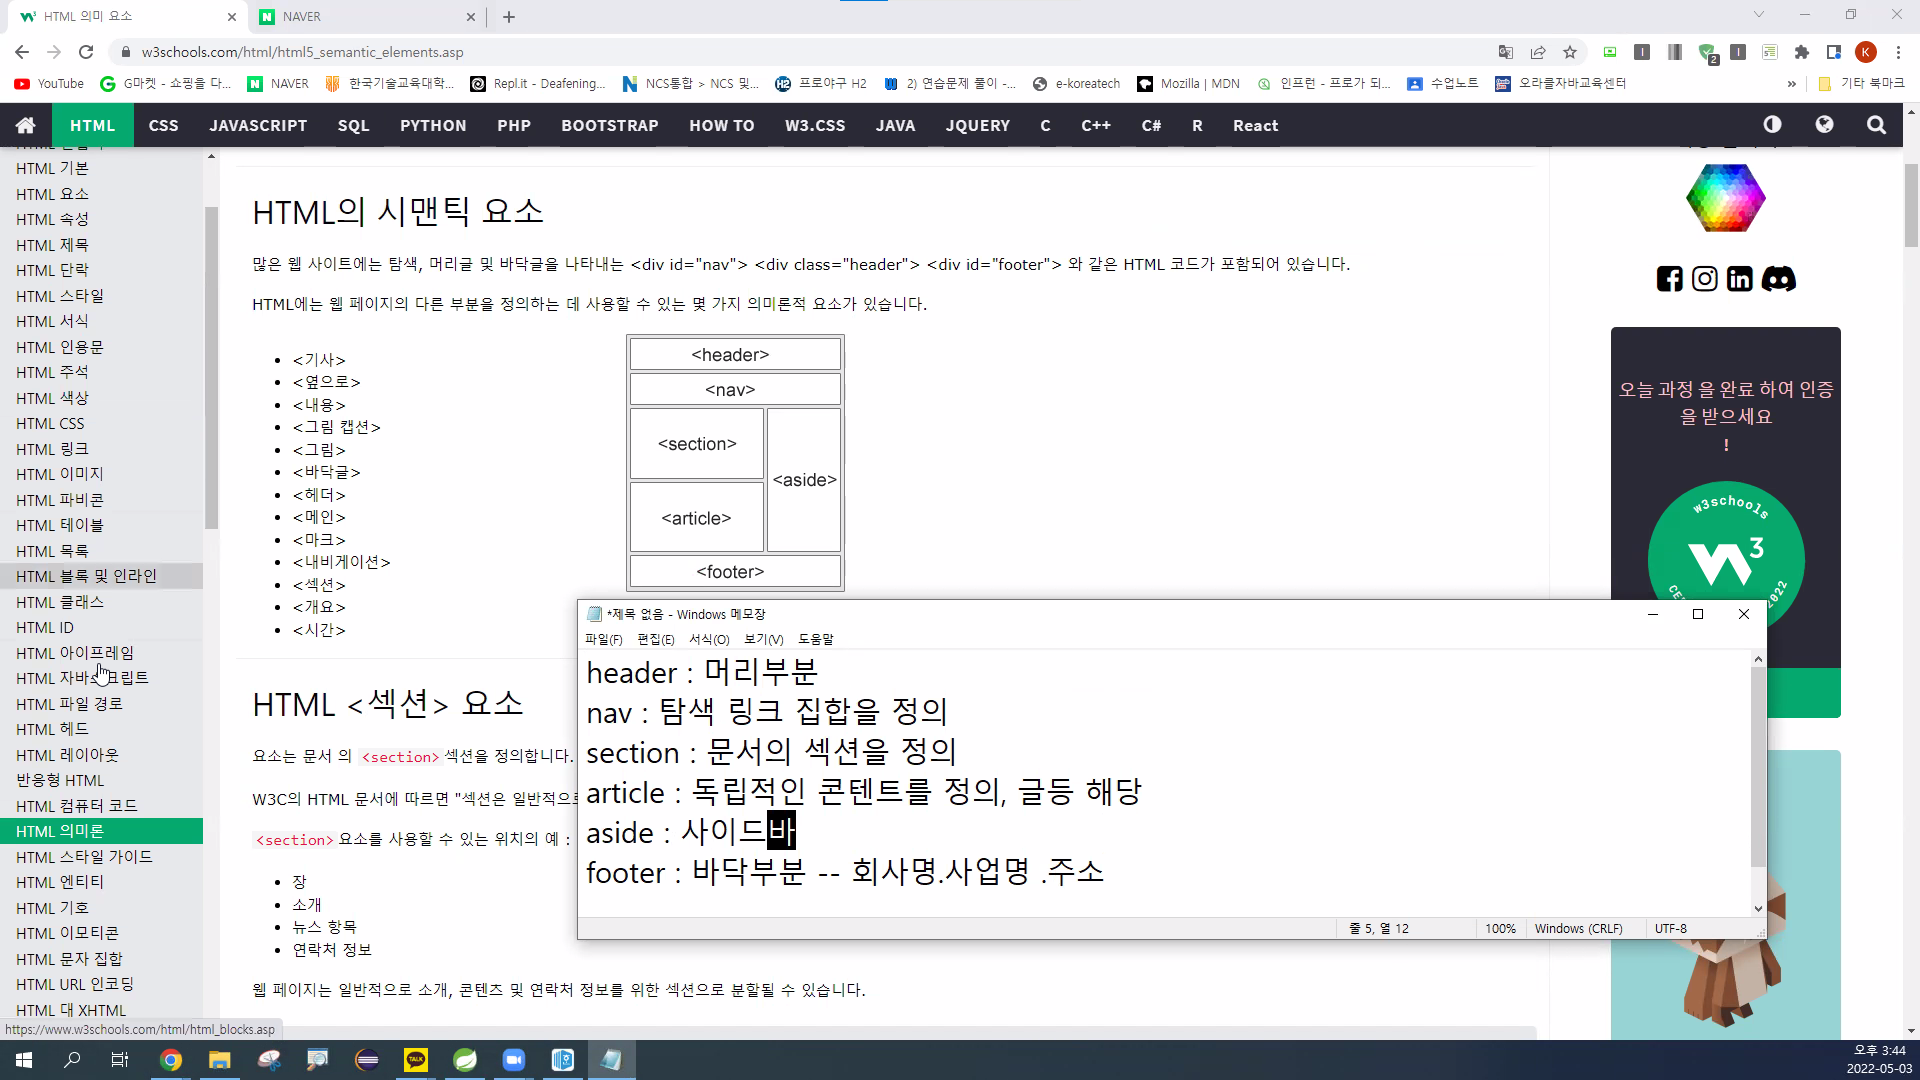 HTML 의미 요소
NAVER
w3schools.com/html/html5_semantic_elements.asp
2
K
YouTube
G마켓 - 쇼핑을 다...
NAVER
한국기술교육대학...
Repl.it - Deafening...
NCS통합 > NCS 및...
프로야구 H2
2) 연습문제 풀이 -...
e-koreatech
Mozilla | MDN
인프런 - 프로가 되...
수업노트
오라클자바교육센터
»
기타 북마크
HTML
CSS
JAVASCRIPT
SQL
PYTHON
PHP
BOOTSTRAP
HOW TO
W3.CSS
JAVA
JQUERY
C
C++
C#
R
React
HTML 기본
HTML 요소
HTML 속성
HTML 제목
HTML 단락
HTML 스타일
HTML 서식
HTML 인용문
HTML 주석
HTML 색상
HTML CSS
HTML 링크
HTML 이미지
HTML 파비콘
HTML 테이블
HTML 목록
HTML 블록 및 인라인
HTML 클래스
HTML ID
HTML 아이프레임
HTML 자바스크립트
HTML 파일 경로
HTML 헤드
HTML 레이아웃
반응형 HTML
HTML 컴퓨터 코드
HTML 의미론
HTML 스타일 가이드
HTML 엔티티
HTML 기호
HTML 이모티콘
HTML 문자 집합
HTML URL 인코딩
HTML 대 XHTML
https://www.w3schools.com/html/html_blocks.asp
HTML의 시맨틱 요소
많은 웹 사이트에는 탐색, 머리글 및 바닥글을 나타내는 <div id="nav"> <div class="header"> <div id="footer"> 와 같은 HTML 코드가 포함되어 있습니다.
HTML에는 웹 페이지의 다른 부분을 정의하는 데 사용할 수 있는 몇 가지 의미론적 요소가 있습니다.
<기사>
<옆으로>
<내용>
<그림 캡션>
<그림>
<바닥글>
<헤더>
<메인>
<마크>
<내비게이션>
<섹션>
<개요>
<시간>
<header>
<nav>
<section>
<aside>
<article>
<footer>
HTML <섹션> 요소
요소는 문서 의 <section> 섹션을 정의합니다.
W3C의 HTML 문서에 따르면 "섹션은 일반적으로
<section> 요소를 사용할 수 있는 위치의 예 :
장
소개
뉴스 항목
연락처 정보
웹 페이지는 일반적으로 소개, 콘텐츠 및 연락처 정보를 위한 섹션으로 분할될 수 있습니다.
오늘 과정 을 완료 하여 인증
을 받으세요
!
w3schools
2022
*제목 없음 - Windows 메모장
파일(F) 편집(E) 서식(O) 보기(V) 도움말
header : 머리부분
nav : 탐색 링크 집합을 정의
section : 문서의 섹션을 정의
article : 독립적인 콘텐트를 정의, 글등 해당
aside : 사이드바
footer : 바닥부분 -- 회사명.사업명 .주소
줄 5, 열 12
100%
Windows (CRLF)
UTF-8
TALK
오후 3:44
2022-05-03